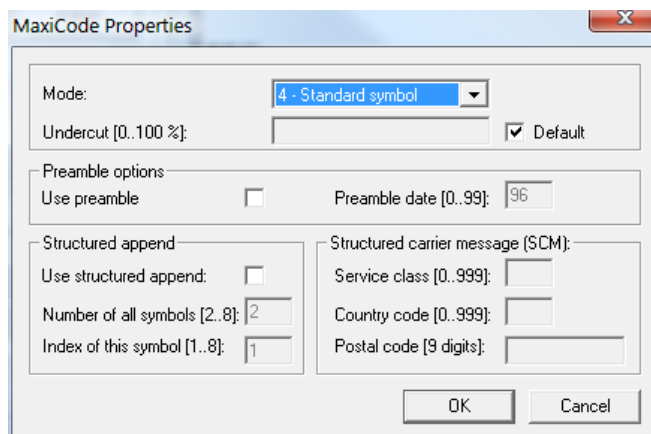 MaxiCode Properties
Mode: 4 - Standard symbol
Undercut [0..100 %]: Default
Preamble options
Use preamble Preamble date [0..99]: 96
Structured append Structured carrier message (SCM):
Use structured append: Service class [0..999]:
Number of all symbols [2..8]: 2 Country code [0..999]:
Index of this symbol [1..8]: 1 Postal code [9 digits]:
OK Cancel